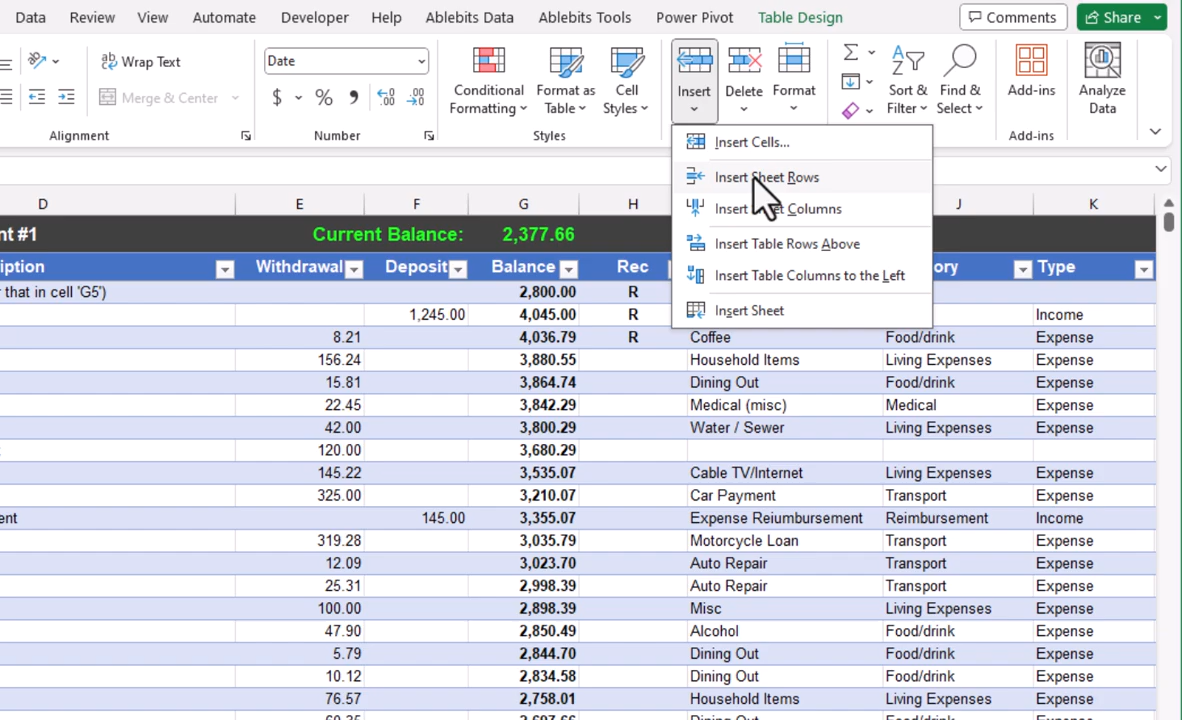 Data Review View Automate Developer Help Ablebits Data Ablebits Tools Power Pivot Table Design Comments Share
Wrap Text
Merge & Center
Alignment
Date
$ % 9 
Number
Conditional Formatting
Format as Table
Cell Styles
Styles
Insert
Delete
Format
Sort & Filter
Find & Select
Add-ins
Add-ins
Analyze Data
Insert Cells...
Insert Sheet Rows
Insert Columns
Insert Table Rows Above
Insert Table Columns to the Left
Insert Sheet
D E F G H J K
nt #1 Current Balance: 2,377.66
ription Withdrawal Deposit Balance Rec ory Type
r that in cell 'G5') 2,800.00 R
1,245.00 4,045.00 R Income
8.21 4,036.79 R Coffee Food/drink Expense
156.24 3,880.55 Household Items Living Expenses Expense
15.81 3,864.74 Dining Out Food/drink Expense
22.45 3,842.29 Medical (misc) Medical Expense
42.00 3,800.29 Water / Sewer Living Expenses Expense
120.00 3,680.29
145.22 3,535.07 Cable TV/Internet Living Expenses Expense
325.00 3,210.07 Car Payment Transport Expense
ent 145.00 3,355.07 Expense Reiumbursement Reimbursement Income
319.28 3,035.79 Motorcycle Loan Transport Expense
12.09 3,023.70 Auto Repair Transport Expense
25.31 2,998.39 Auto Repair Transport Expense
100.00 2,898.39 Misc Living Expenses Expense
47.90 2,850.49 Alcohol Food/drink Expense
5.79 2,844.70 Dining Out Food/drink Expense
10.12 2,834.58 Dining Out Food/drink Expense
76.57 2,758.01 Household Items Living Expenses Expense